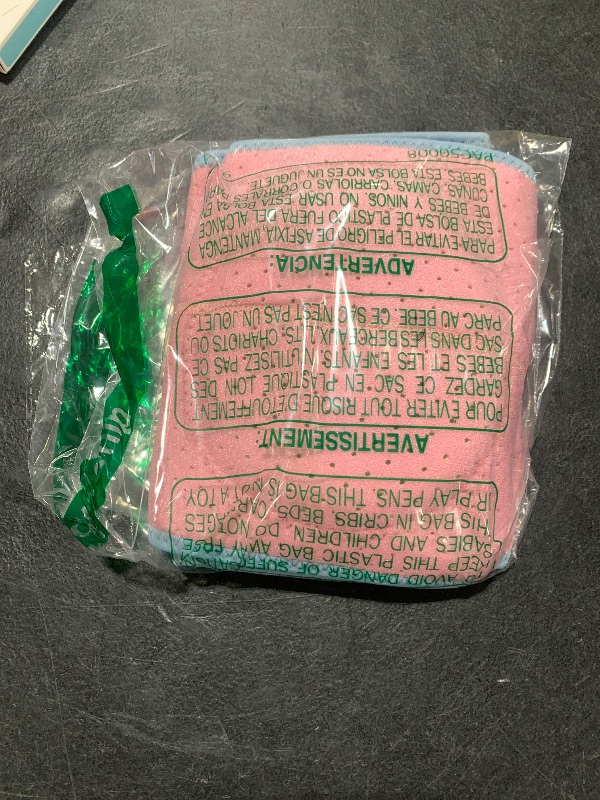 TO AVOID DANGER OF SUFFOCATION
KEEP THIS PLASTIC BAG AWAY FROM
BABIES AND CHILDREN. DO NOT
THIS BAG IN CRIBS, BEDS,
OR PLAY PENS. THIS BAG IS NOT A TOY.
AVERTISSEMENT:
POUR EVITER TOUT RISQUE D'ETOUFFEMENT,
GARDEZ CE SAC EN PLASTIQUE LOIN DES
BEBES ET LES ENFANTS. N'UTILISEZ PAS CE
SAC DANS LES BERCEAUX, LITS, CHARIOTS OU
PARC AU BEBE. CE SAC N'EST PAS UN JOUET.
ADVERTENCIA:
PARA EVITAR EL PELIGRO DE ASFIXIA, MANTENGA
ESTA BOLSA DE PLASTICO FUERA DEL ALCANCE
DE BEBES Y NINOS. NO USAR ESTA BOLSA EN
CUNAS, CAMAS, CARRIOLAS O CORRALES
BEBES. ESTA BOLSA NO ES UN JUGUETE.
PAC59008